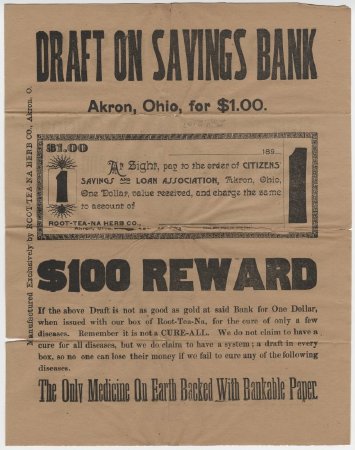 DRAFT ON SAVINGS BANK
Akron, Ohio, for $1.00.
Manufactured Exclusively by ROOT-TEA-NA HERB CO., Akron, O.
$1.00
189
At Sight, pay to the order of CITIZENS'
SAVINGS AND LOAN ASSOCIATION, Akron, Ohio,
One Dollar, value received, and charge the same
to account of
1
1
ROOT-TEA-NA HERB CO.
$100 REWARD
If the above Draft is not as good as gold at said Bank for One Dollar,
when issued with our box of Root-Tea-Na, for the cure of only a few
diseases. Remember it is not a CURE-ALL. We do not claim to have a
cure for all diseases, but we do claim to have a system; a draft in every
box, so no one can lose their money if we fail to cure any of the following
diseases.
The Only Medicine On Earth Backed With Bankable Paper.